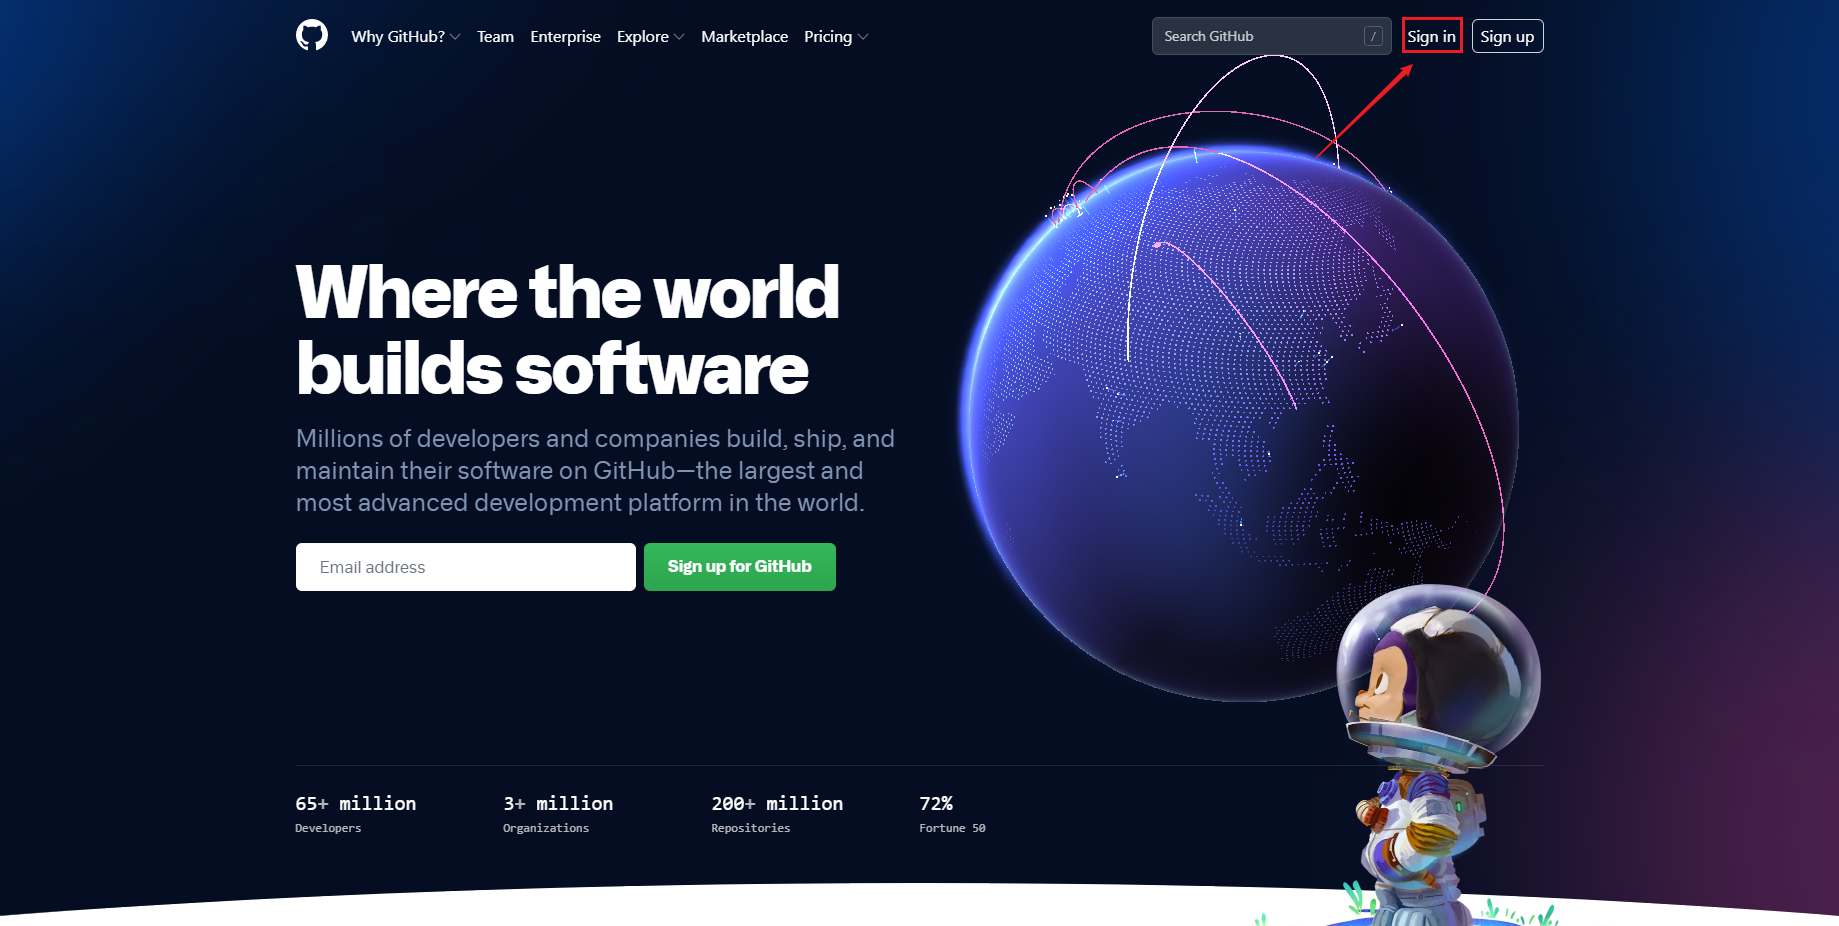 Why GitHub? Team Enterprise Explore Marketplace Pricing Search GitHub / Sign in Sign up
Where the world
builds software
Millions of developers and companies build, ship, and
maintain their software on GitHub—the largest and
most advanced development platform in the world.
Email address Sign up for GitHub
65+ million 3+ million 200+ million 72%
Developers Organizations Repositories Fortune 50